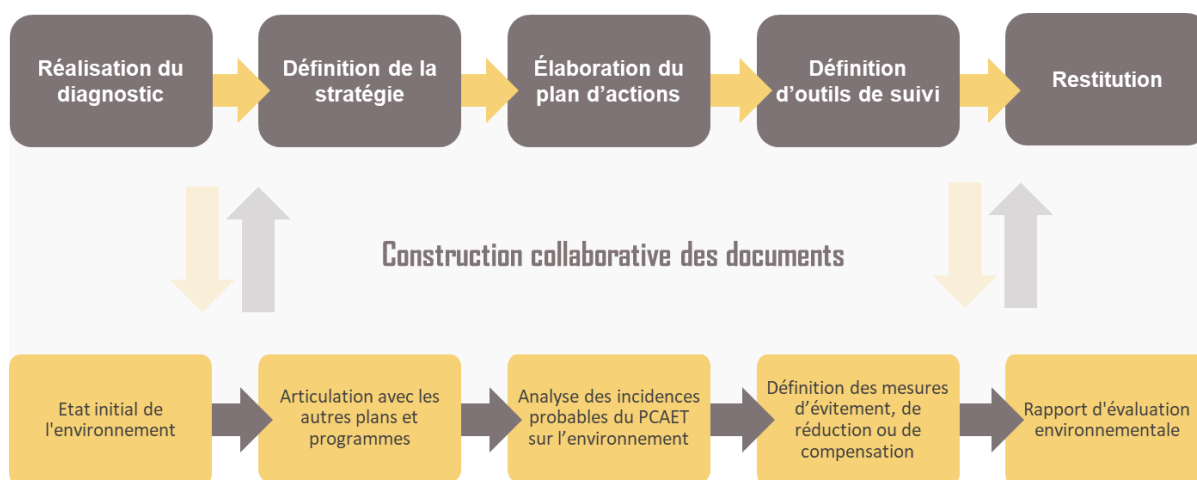 Réalisation du
diagnostic
Définition de la
stratégie
Élaboration du
plan d’actions
Définition
d’outils de suivi
Restitution
Construction collaborative des documents
Etat initial de
l'environnement
Articulation avec les
autres plans et
programmes
Analyse des incidences
probables du PCAET
sur l’environnement
Définition des mesures
d’évitement, de
réduction ou de
compensation
Rapport d'évaluation
environnementale